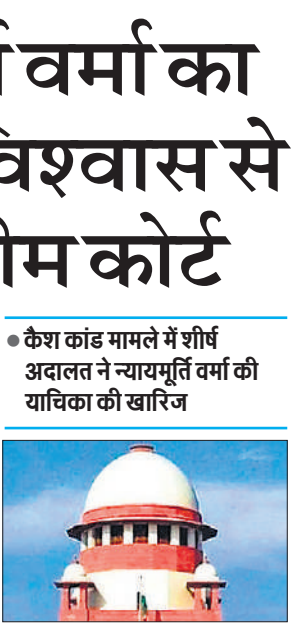 वर्मा का
विश्वास से
कोर्ट
कैश कांड मामले में शीर्ष
अदालत ने न्यायमूर्ति वर्मा की
याचिका की खारिज